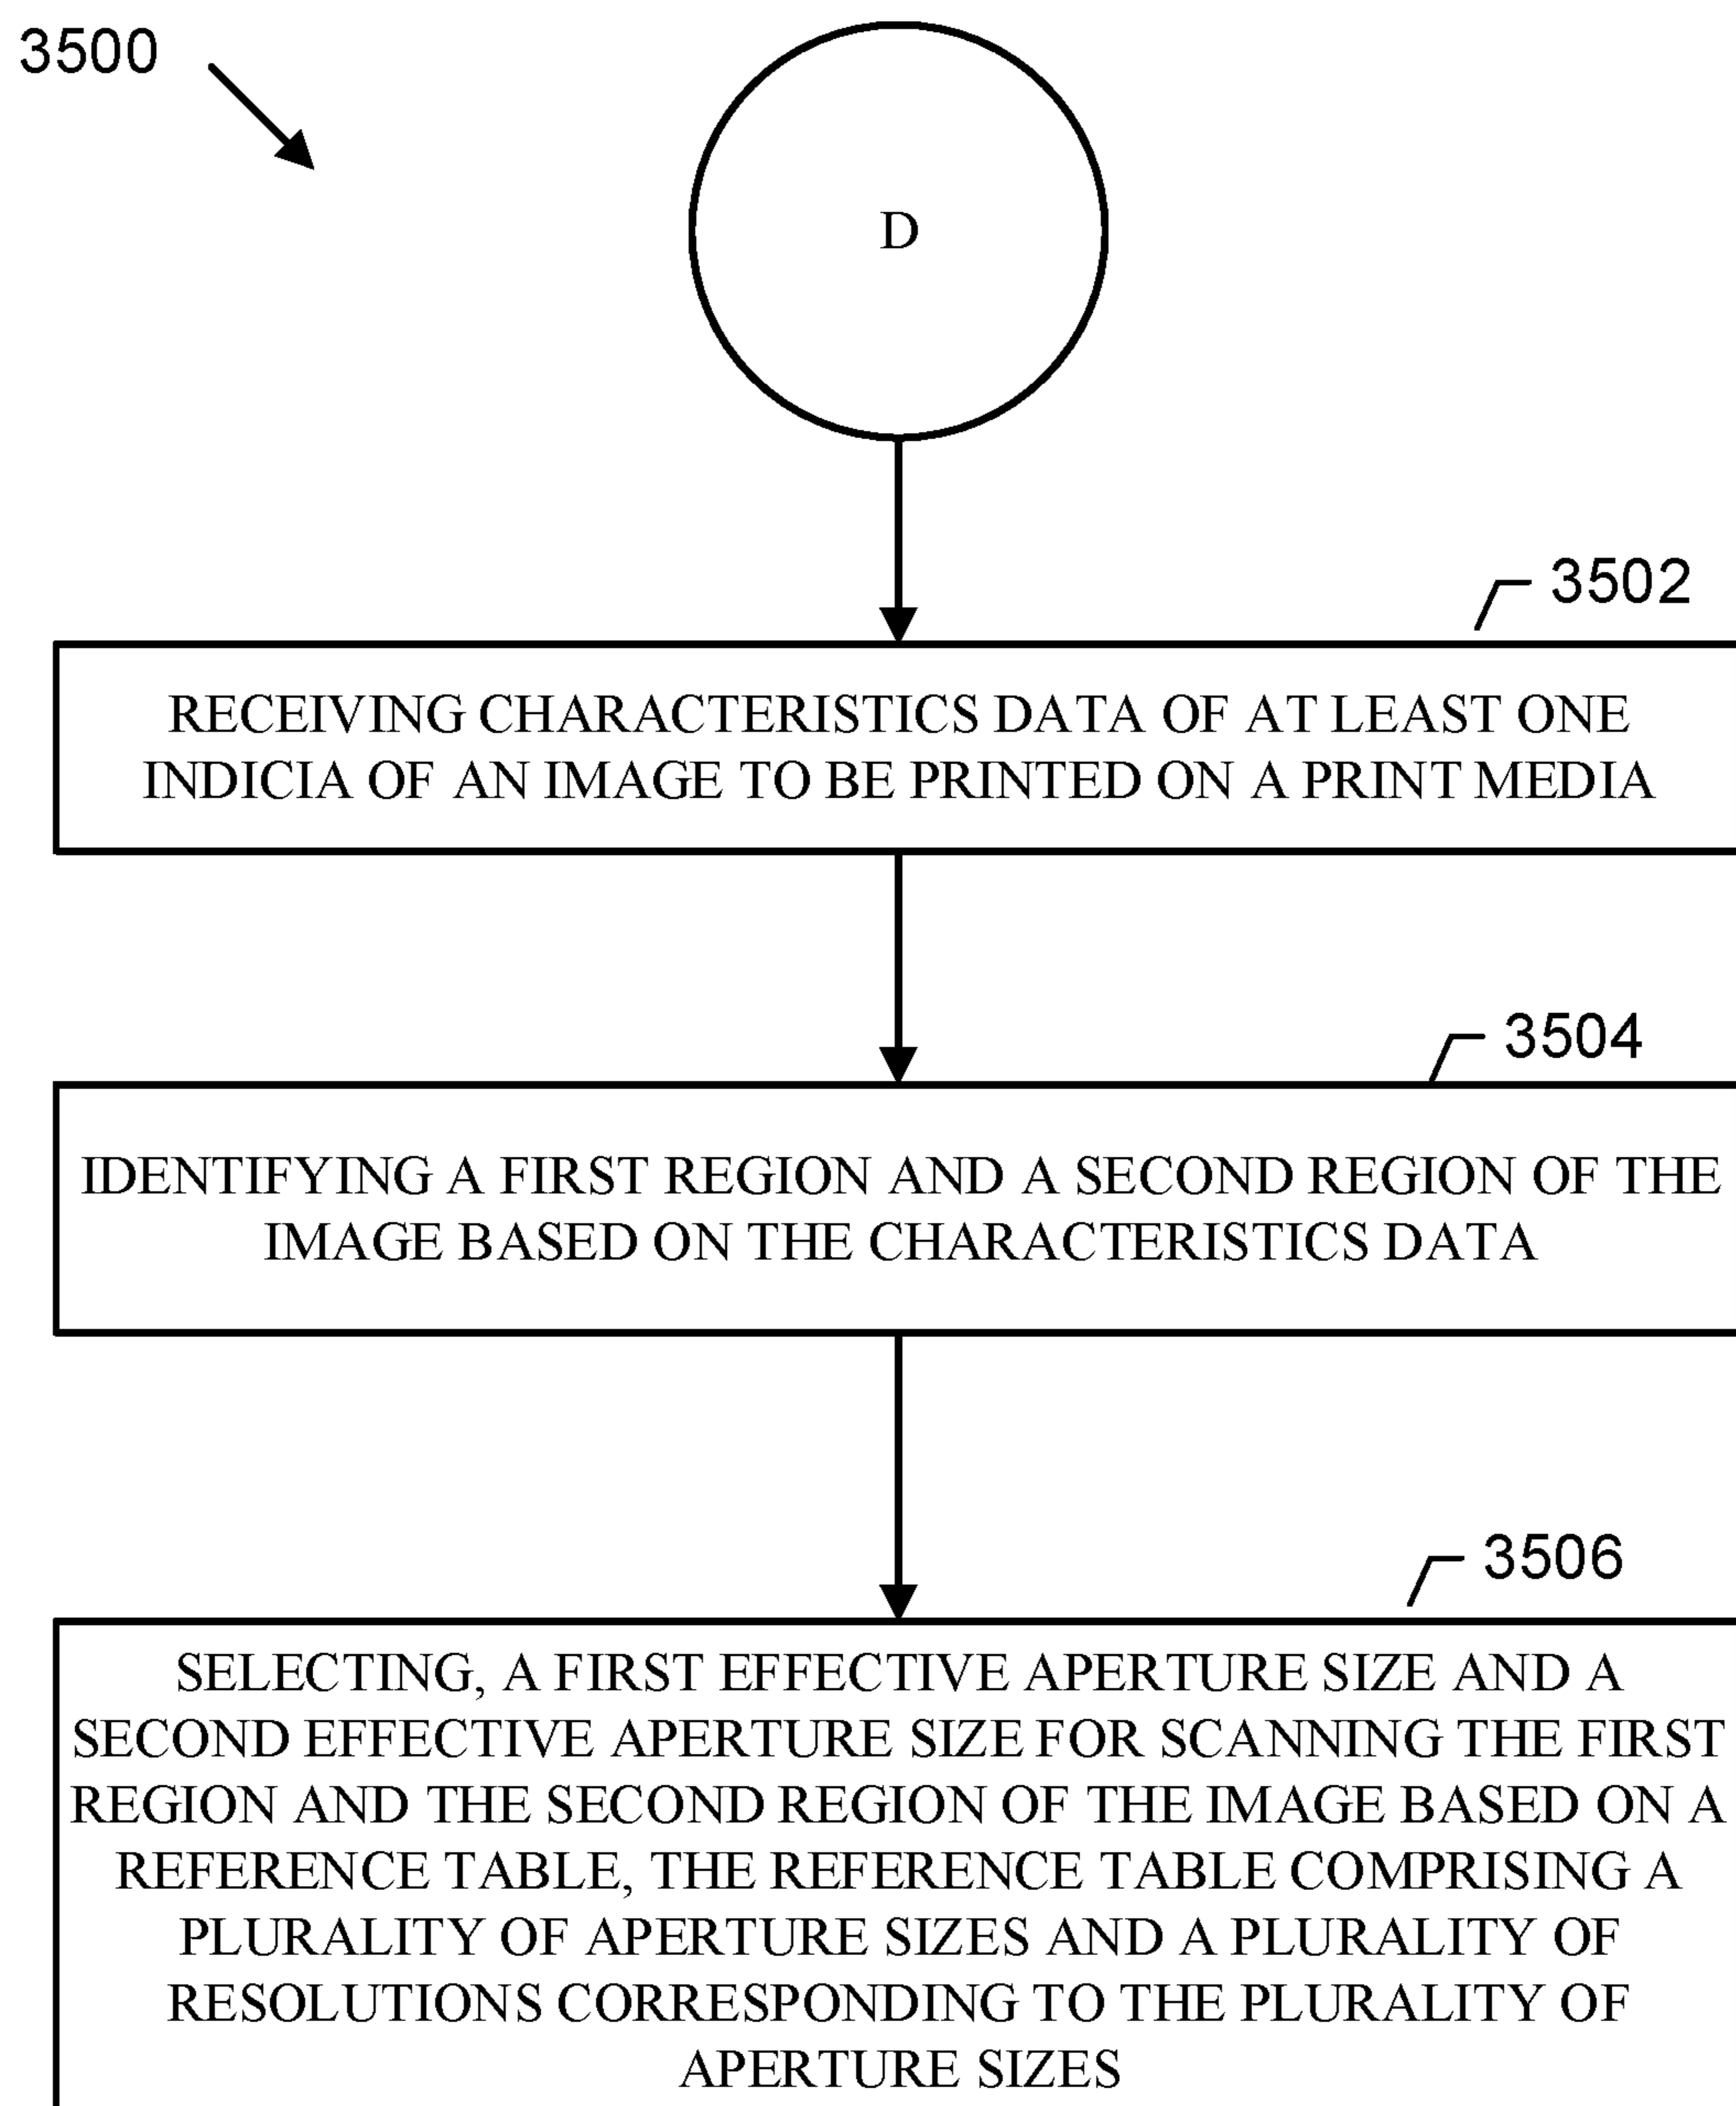 3500
D
3502
RECEIVING CHARACTERISTICS DATA OF AT LEAST ONE
INDICIA OF AN IMAGE TO BE PRINTED ON A PRINT MEDIA
3504
IDENTIFYING A FIRST REGION AND A SECOND REGION OF THE
IMAGE BASED ON THE CHARACTERISTICS DATA
3506
SELECTING, A FIRST EFFECTIVE APERTURE SIZE AND A
SECOND EFFECTIVE APERTURE SIZE FOR SCANNING THE FIRST
REGION AND THE SECOND REGION OF THE IMAGE BASED ON A
REFERENCE TABLE, THE REFERENCE TABLE COMPRISING A
PLURALITY OF APERTURE SIZES AND A PLURALITY OF
RESOLUTIONS CORRESPONDING TO THE PLURALITY OF
APERTURE SIZES